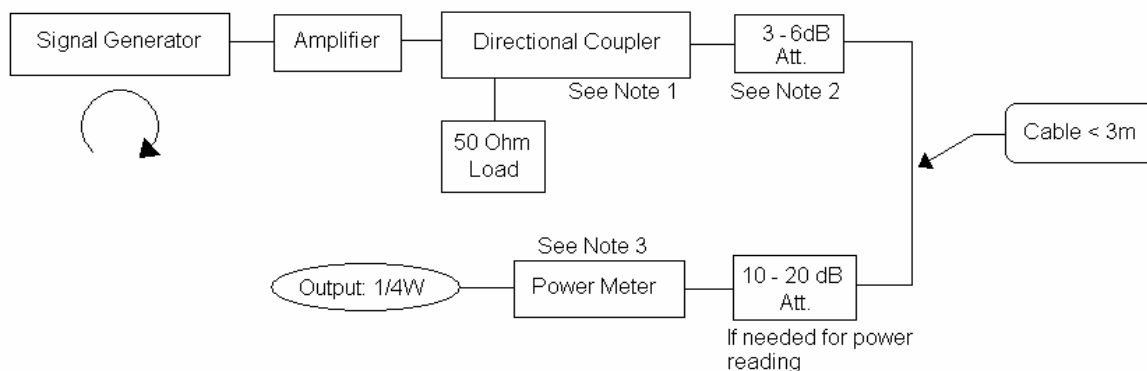 Signal Generator
Amplifier
Directional Coupler
3 - 6dB
Att.
See Note 1
See Note 2
50 Ohm
Load
Cable < 3m
See Note 3
Output: 1/4W
Power Meter
10 - 20 dB
Att.
If needed for power
reading